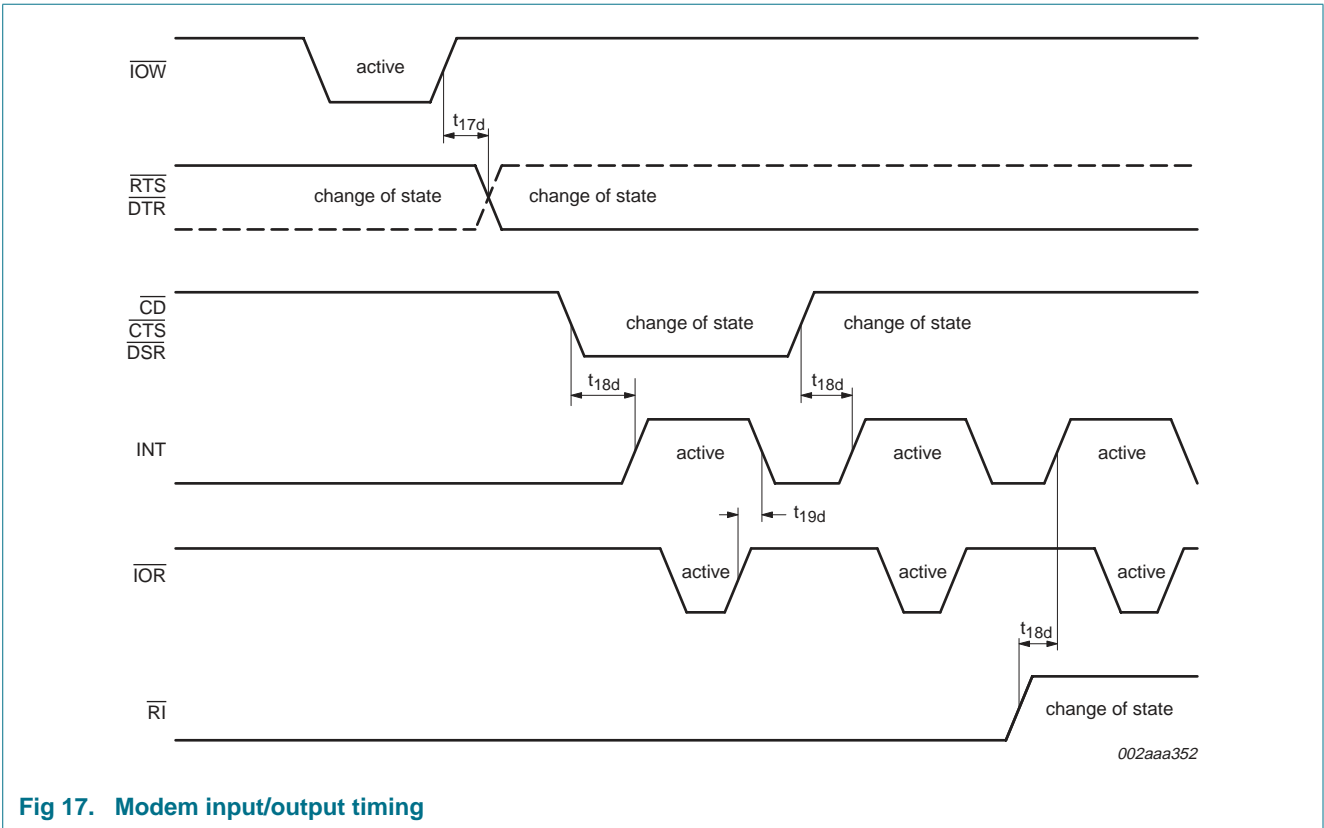 IOW
active
t17d
RTS
DTR
change of state
change of state
CD
CTS
DSR
change of state
change of state
t18d
t18d
INT
active
active
active
t19d
IOR
active
active
active
t18d
RI
change of state
002aaa352
Fig 17. Modem input/output timing